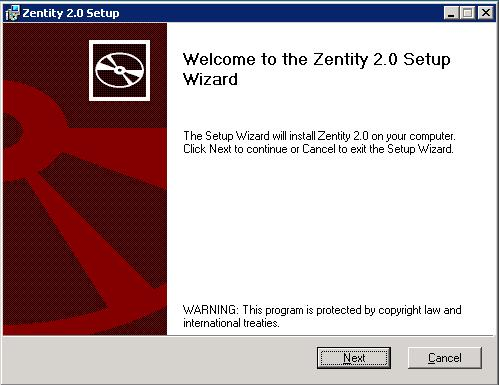 Zentity 2.0 Setup
Welcome to the Zentity 2.0 Setup
Wizard
The Setup Wizard will install Zentity 2.0 on your computer.
Click Next to continue or Cancel to exit the Setup Wizard.
WARNING: This program is protected by copyright law and
international treaties.
Next
Cancel